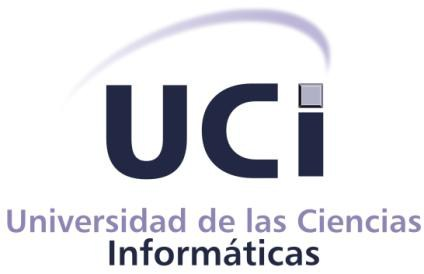 UCi
Universidad de las Ciencias
Informáticas